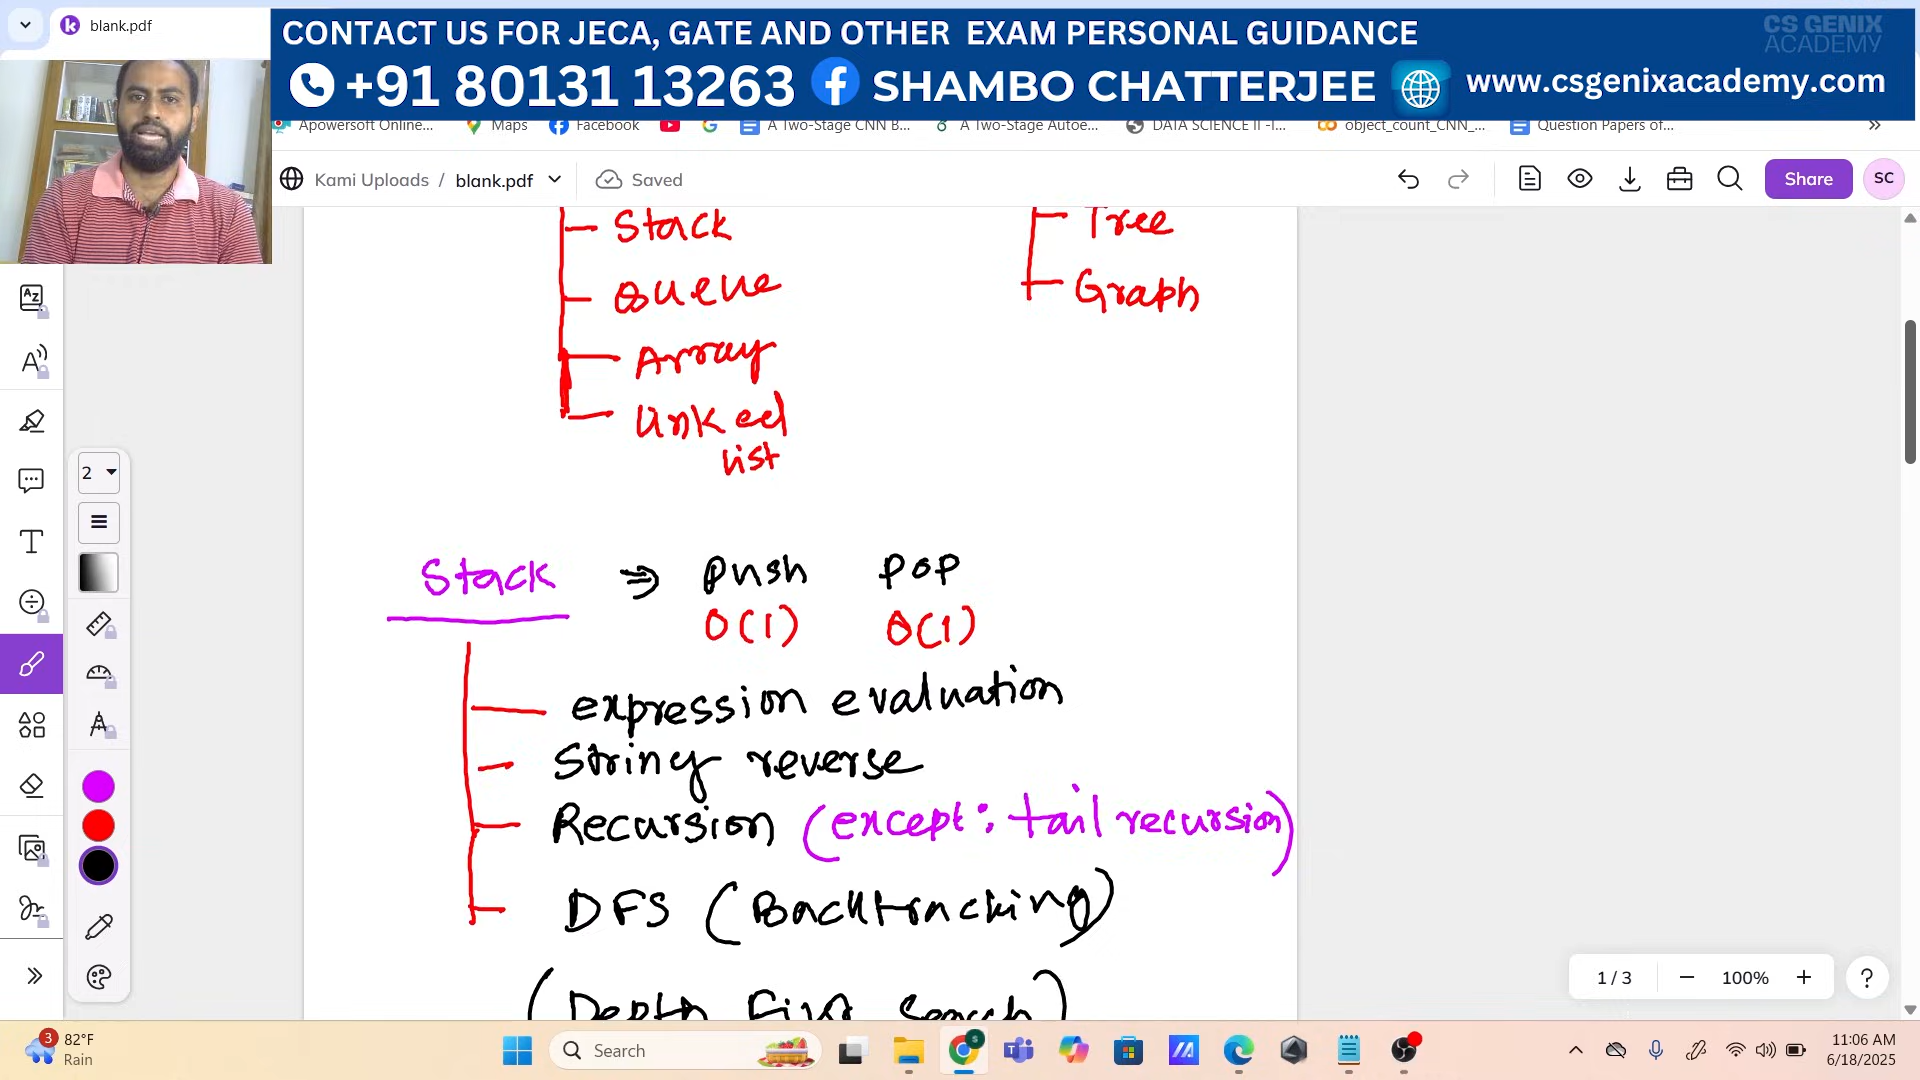 blank.pdf
CONTACT US FOR JECA, GATE AND OTHER EXAM PERSONAL GUIDANCE
CS GENIX
ACADEMY
+91 80131 13263 SHAMBO CHATTERJEE www.csgenixacademy.com
Apowersoft Online... Maps Facebook A Two-Stage CNN B... A Two-Stage Autoe... DATA SCIENCE II -I... object_count_CNN_... Question Papers of...
Kami Uploads / blank.pdf Saved Share SC
Stack
Queue
Array
linked
list
Tree
Graph
2
Stack ⇒ push pop
O(1) O(1)
expression evaluation
String reverse
Recursion (except: tail recursion)
DFS (Backtracking)
(Depth First Search)
1 / 3 100%
3 82°F
Rain
Search
11:06 AM
6/18/2025